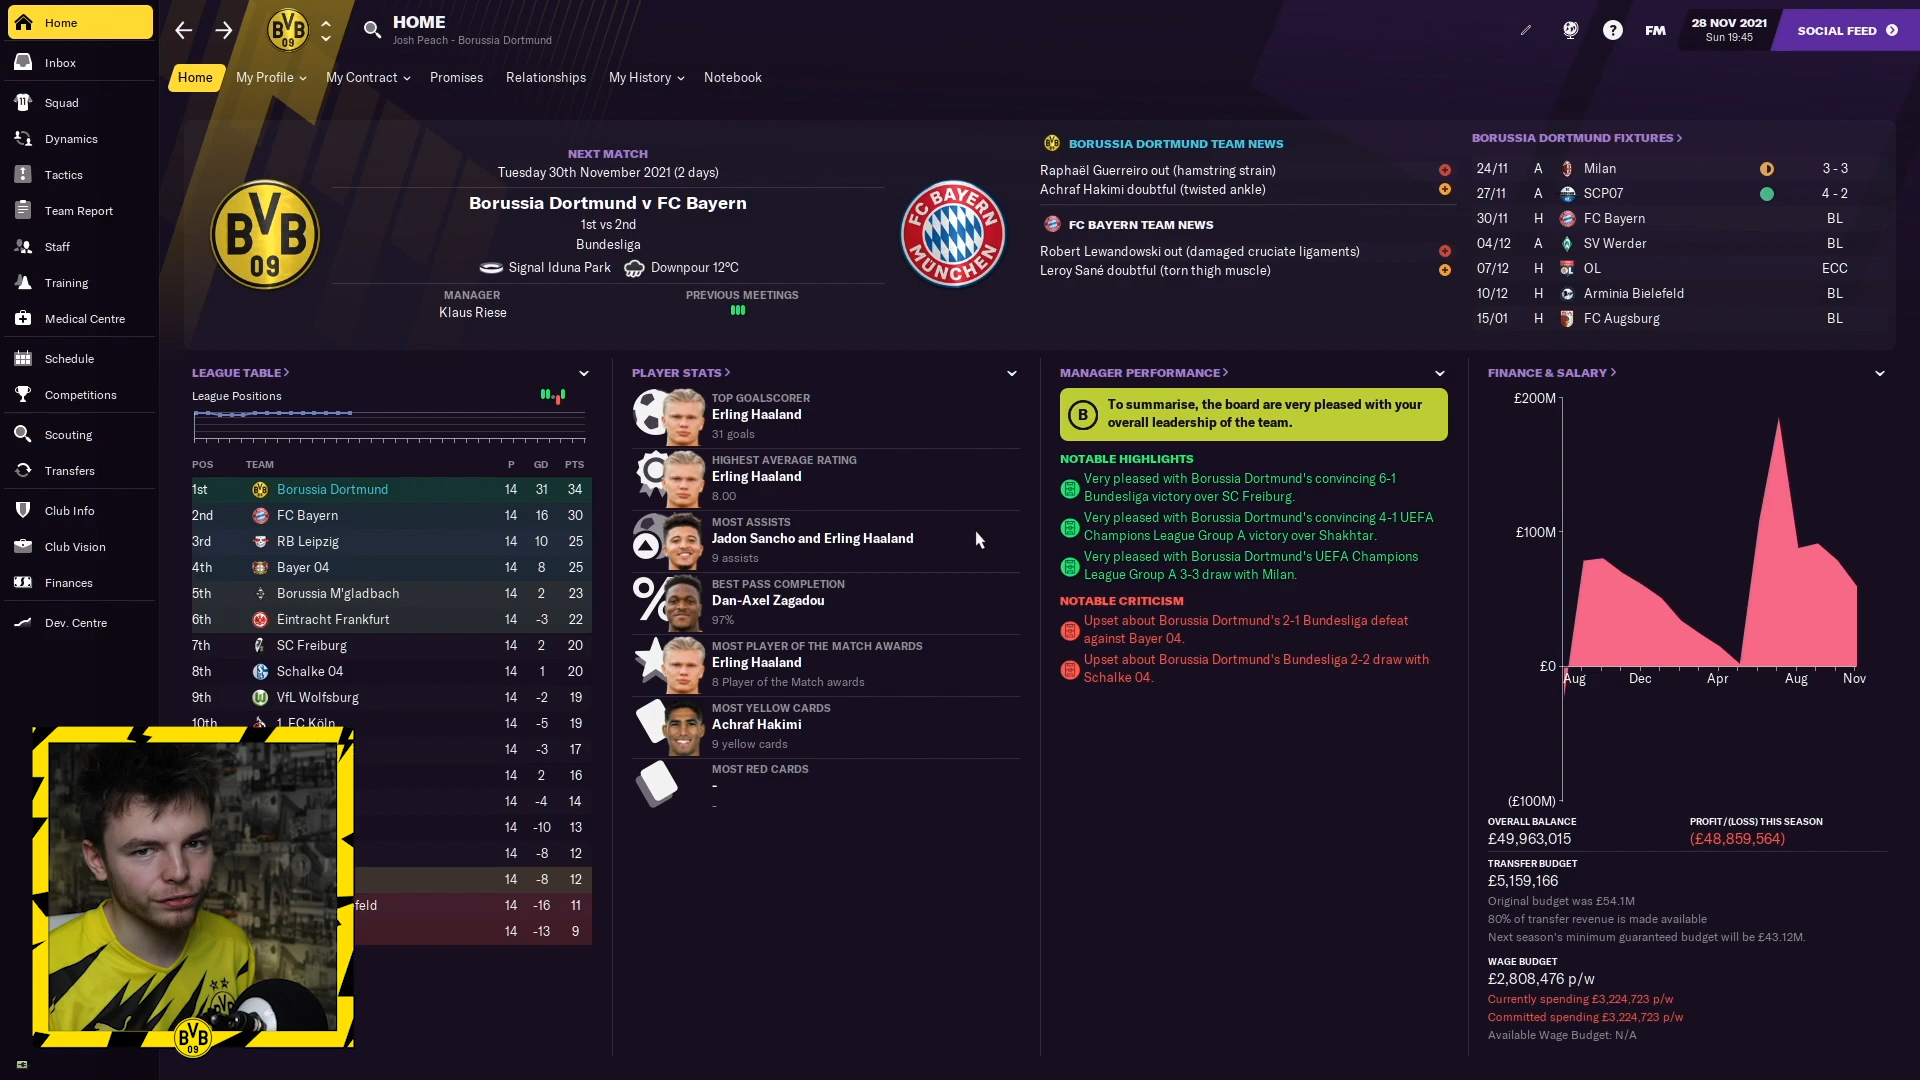 Home
Inbox
Squad
Dynamics
Tactics
Team Report
Staff
Training
Medical Centre
Schedule
Competitions
Scouting
Transfers
Club Info
Club Vision
Finances
Dev. Centre
BVB 09
HOME
Josh Peach - Borussia Dortmund
FM
28 NOV 2021
Sun 19:45
SOCIAL FEED
Home My Profile My Contract Promises Relationships My History Notebook
BVB 09
NEXT MATCH
Tuesday 30th November 2021 (2 days)
Borussia Dortmund v FC Bayern
1st vs 2nd
Bundesliga
Signal Iduna Park Downpour 12°C
MANAGER
Klaus Riese
PREVIOUS MEETINGS
FC BAYERN MÜNCHEN
BORUSSIA DORTMUND TEAM NEWS
Raphaël Guerreiro out (hamstring strain)
Achraf Hakimi doubtful (twisted ankle)
FC BAYERN TEAM NEWS
Robert Lewandowski out (damaged cruciate ligaments)
Leroy Sané doubtful (torn thigh muscle)
BORUSSIA DORTMUND FIXTURES
24/11 A Milan 3 - 3
27/11 A SCP07 4 - 2
30/11 H FC Bayern BL
04/12 A SV Werder BL
07/12 H OL ECC
10/12 H Arminia Bielefeld BL
15/01 H FC Augsburg BL
LEAGUE TABLE
League Positions
POS TEAM P GD PTS
1st Borussia Dortmund 14 31 34
2nd FC Bayern 14 16 30
3rd RB Leipzig 14 10 25
4th Bayer 04 14 8 25
5th Borussia M'gladbach 14 2 23
6th Eintracht Frankfurt 14 -3 22
7th SC Freiburg 14 2 20
8th Schalke 04 14 1 20
9th VfL Wolfsburg 14 -2 19
10th 1. FC Köln 14 -5 19
14 -3 17
14 2 16
14 -4 14
14 -10 13
14 -8 12
14 -8 12
feld 14 -16 11
14 -13 9
BVB 09
PLAYER STATS
TOP GOALSCORER
Erling Haaland
31 goals
HIGHEST AVERAGE RATING
Erling Haaland
8.00
MOST ASSISTS
Jadon Sancho and Erling Haaland
9 assists
%
BEST PASS COMPLETION
Dan-Axel Zagadou
97%
MOST PLAYER OF THE MATCH AWARDS
Erling Haaland
8 Player of the Match awards
MOST YELLOW CARDS
Achraf Hakimi
9 yellow cards
MOST RED CARDS
-
-
MANAGER PERFORMANCE
B
To summarise, the board are very pleased with your
overall leadership of the team.
NOTABLE HIGHLIGHTS
Very pleased with Borussia Dortmund's convincing 6-1
Bundesliga victory over SC Freiburg.
Very pleased with Borussia Dortmund's convincing 4-1 UEFA
Champions League Group A victory over Shakhtar.
Very pleased with Borussia Dortmund's UEFA Champions
League Group A 3-3 draw with Milan.
NOTABLE CRITICISM
Upset about Borussia Dortmund's 2-1 Bundesliga defeat
against Bayer 04.
Upset about Borussia Dortmund's Bundesliga 2-2 draw with
Schalke 04.
FINANCE & SALARY
£200M
£100M
£0
Aug Dec Apr Aug Nov
(£100M)
OVERALL BALANCE
£49,963,015
PROFIT/(LOSS) THIS SEASON
(£48,859,564)
TRANSFER BUDGET
£5,159,166
Original budget was £54.1M
80% of transfer revenue is made available
Next season's minimum guaranteed budget will be £43.12M.
WAGE BUDGET
£2,808,476 p/w
Currently spending £3,224,723 p/w
Committed spending £3,224,723 p/w
Available Wage Budget: N/A